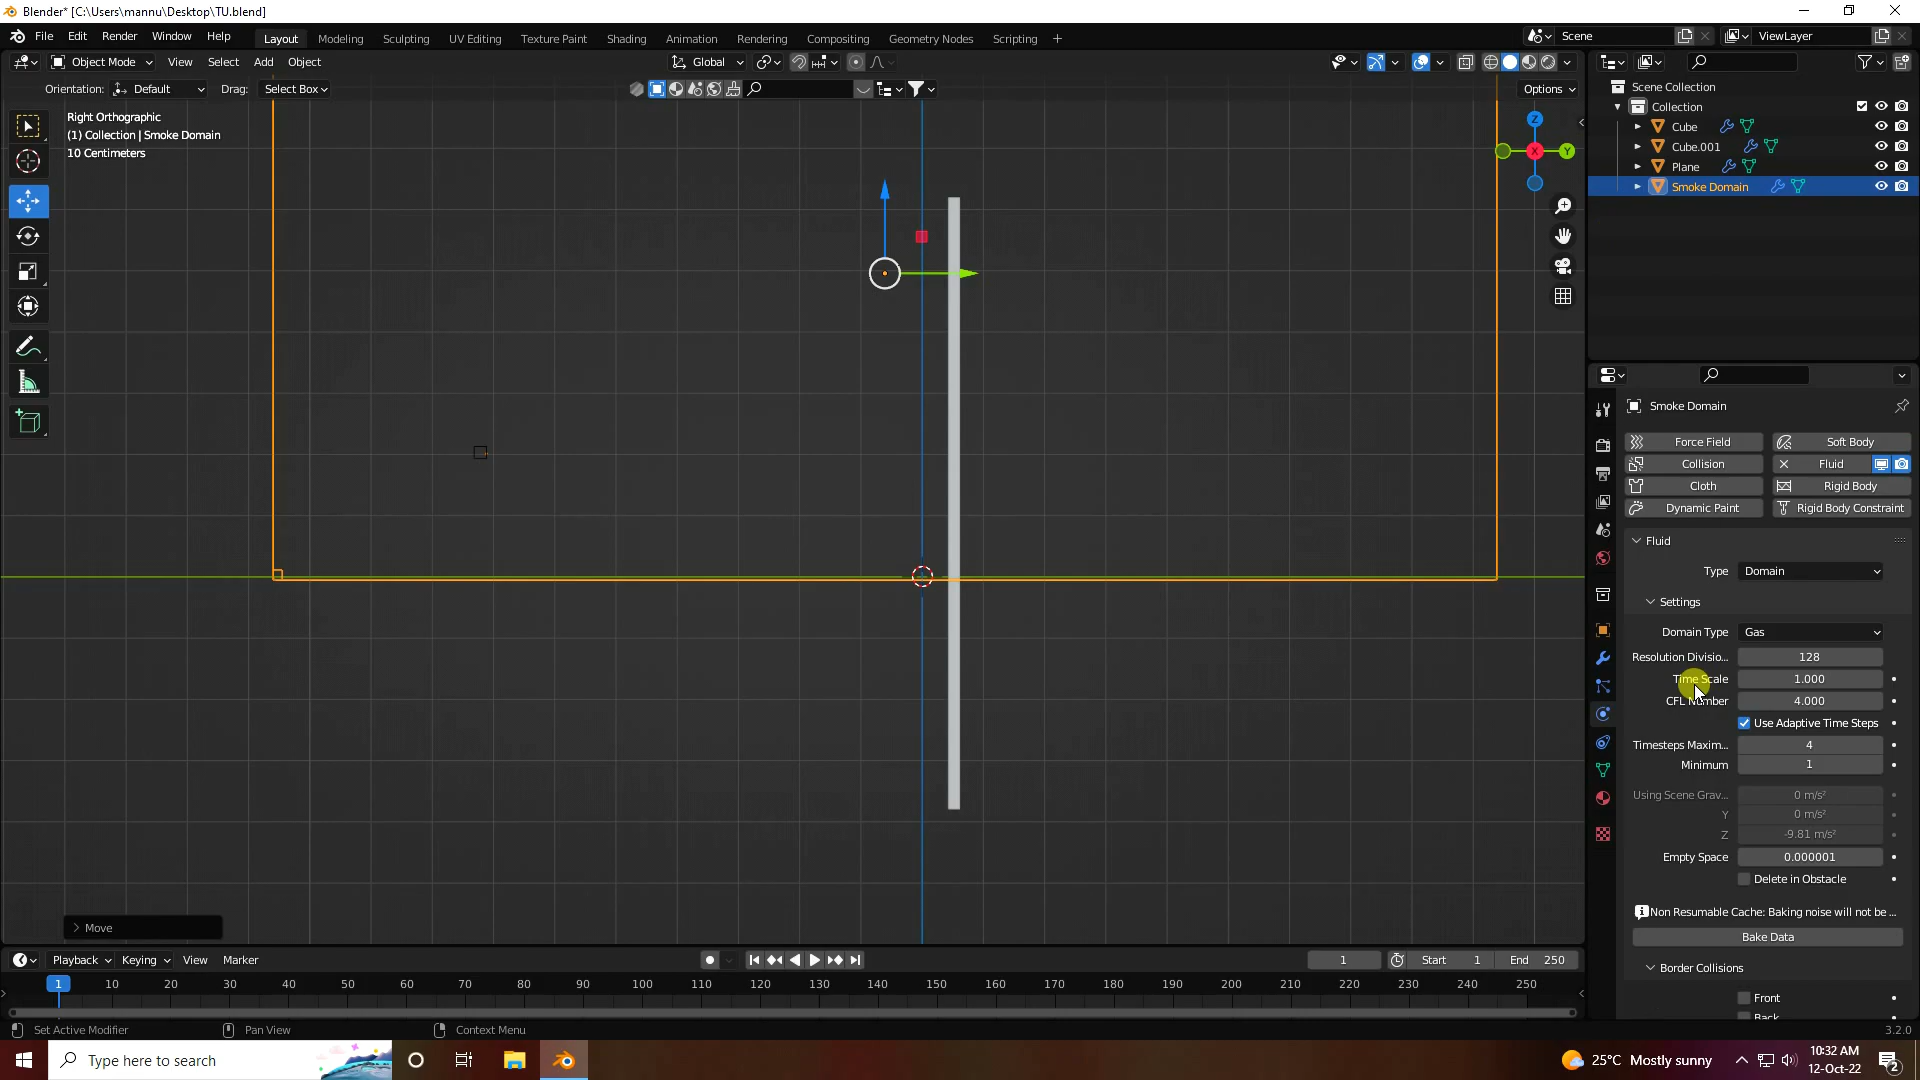 Blender* [C:\Users\mannu\Desktop\TU.blend]
File Edit Render Window Help Layout Modeling Sculpting UV Editing Texture Paint Shading Animation Rendering Compositing Geometry Nodes Scripting + Scene ViewLayer
Object Mode View Select Add Object Global
Orientation: Default Drag: Select Box Options
Right Orthographic
(1) Collection | Smoke Domain
10 Centimeters
Z
X
Y
Scene Collection
Collection
Cube
Cube.001
Plane
Smoke Domain
Smoke Domain
Force Field Soft Body
Collision Fluid
Cloth Rigid Body
Dynamic Paint Rigid Body Constraint
Fluid
Type Domain
Settings
Domain Type Gas
Resolution Divisio... 128
Time Scale 1.000
CFL Number 4.000
Use Adaptive Time Steps
Timesteps Maxim... 4
Minimum 1
Using Scene Grav... 0 m/s²
Y 0 m/s²
Z -9.81 m/s²
Empty Space 0.000001
Delete in Obstacle
Non Resumable Cache: Baking noise will not be ...
Bake Data
Border Collisions
Front
Back
Move
Playback Keying View Marker 1 Start 1 End 250
1 10 20 30 40 50 60 70 80 90 100 110 120 130 140 150 160 170 180 190 200 210 220 230 240 250
Set Active Modifier Pan View Context Menu 3.2.0
Type here to search
25°C Mostly sunny
10:32 AM
12-Oct-22
2